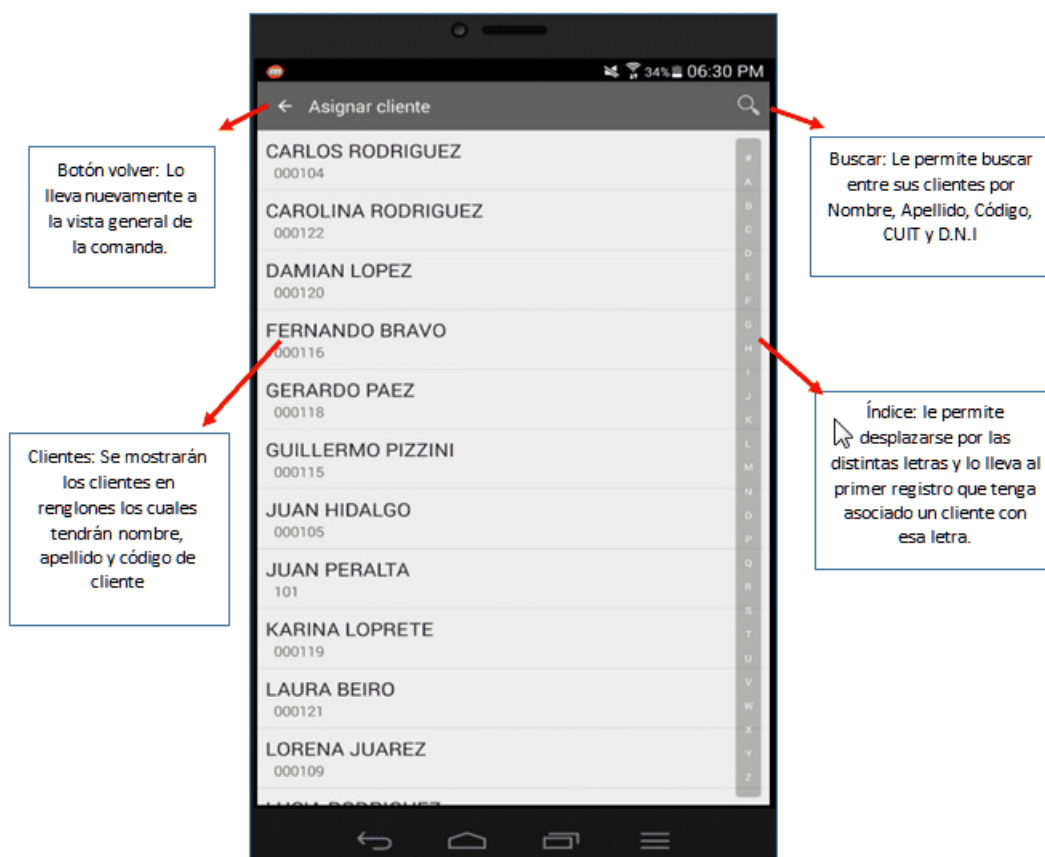 34% 06:30 PM
Asignar cliente
CARLOS RODRIGUEZ
000104
CAROLINA RODRIGUEZ
000122
DAMIAN LOPEZ
000120
FERNANDO BRAVO
000116
GERARDO PAEZ
000118
GUILLERMO PIZZINI
000115
JUAN HIDALGO
000105
JUAN PERALTA
101
KARINA LOPRETE
000119
LAURA BEIRO
000121
LORENA JUAREZ
000109
LUCIA RODRIGUEZ
#
A
B
C
D
E
F
G
H
I
J
K
L
M
N
O
P
Q
R
S
T
U
V
W
X
Y
Z
Botón volver: Lo
lleva nuevamente a
la vista general de
la comanda.
Clientes: Se mostrarán
los clientes en
renglones los cuales
tendrán nombre,
apellido y código de
cliente
Buscar: Le permite buscar
entre sus clientes por
Nombre, Apellido, Código,
CUIT y D.N.I
Índice: le permite
desplazarse por las
distintas letras y lo lleva al
primer registro que tenga
asociado un cliente con
esa letra.